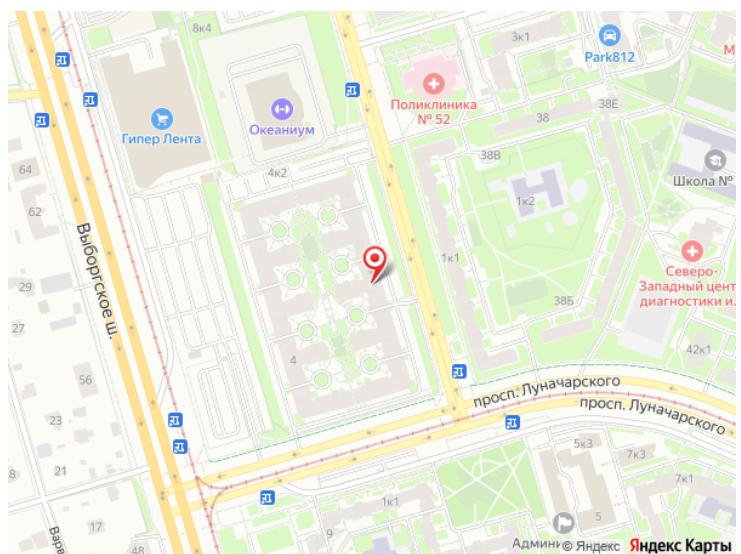 8к4
3к1
Park812
М
Поликлиника
№ 52
38Е
38
Гипер Лента
Океаниум
38В
4к2
Школа №
64
1к2
62
Выборгское ш.
1к1
Северо-
Западный цент
диагностики и..
29
38Б
27
42к1
4
56
просп. Луначарского
просп. Луначарского
23
5к3
7к3
8
21
7к1
1к1
17
Варв
9
5
48
Админи
© Яндекс Яндекс Карты